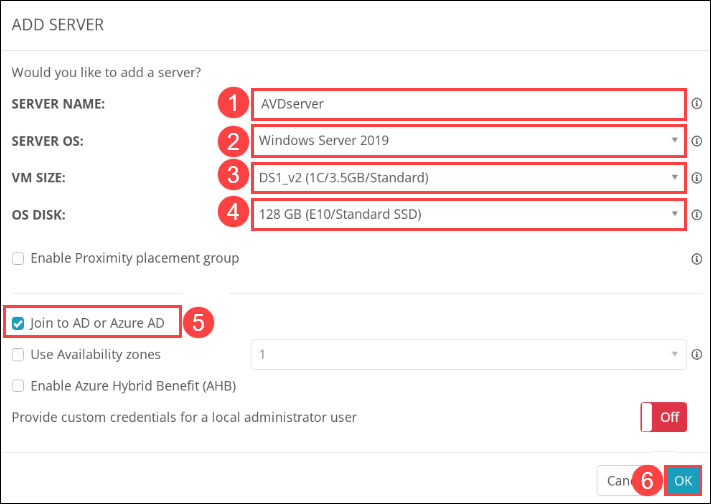 ADD SERVER
Would you like to add a server?
SERVER NAME: 1 AVDserver
SERVER OS: 2 Windows Server 2019
VM SIZE: 3 DS1_v2 (1C/3.5GB/Standard)
OS DISK: 4 128 GB (E10/Standard SSD)
Enable Proximity placement group
Join to AD or Azure AD 5
Use Availability zones 1
Enable Azure Hybrid Benefit (AHB)
Provide custom credentials for a local administrator user Off
6 OK